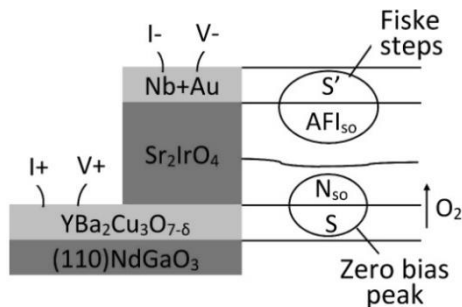 Fiske
steps
I- V-
Nb+Au
S'
AFIso
Sr₂IrO₄
I+ V+
Nso
O₂
YBa₂Cu₃O₇₋δ
S
(110)NdGaO₃
Zero bias
peak